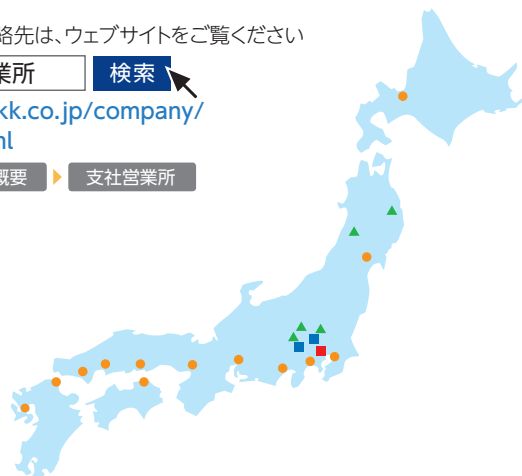 絡先は、ウェブサイトをご覧ください
業所 検索
kk.co.jp/company/
ml
概要 支社営業所